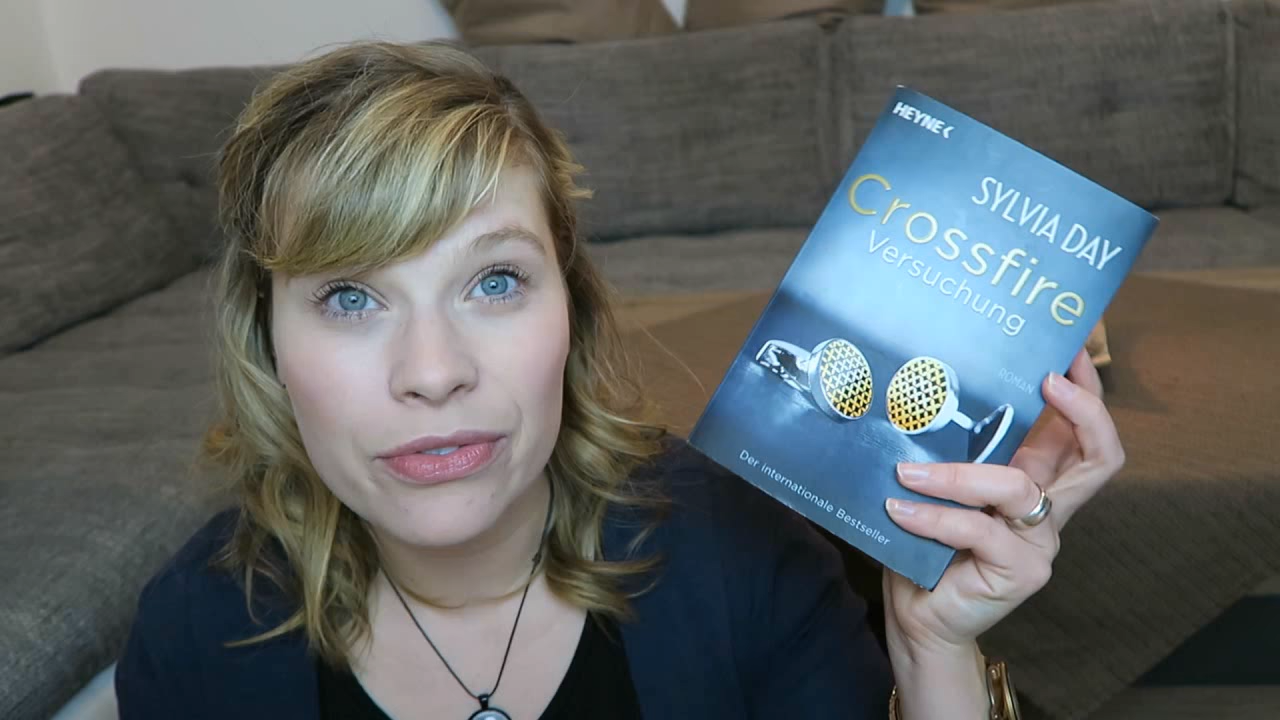 HEYNE<
SYLVIA DAY
Crossfire
Versuchung
ROMAN
Der internationale Bestseller